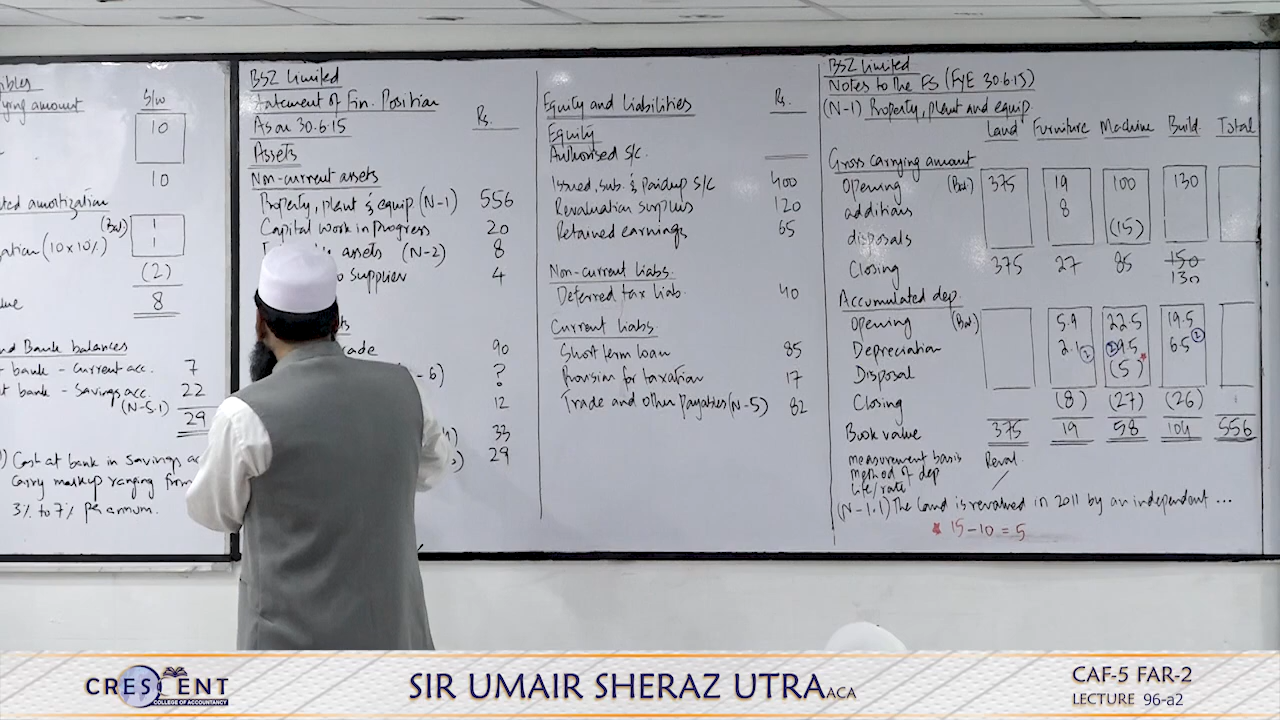 ibles
ying amount
S/w
10
10
ted amortization
(Bal) 1
ation (10x10%) 1
(2)
lue 8
nd Bank balances
t bank - Current acc. 7
t bank - Savings acc. 22
(N-5.1)
29
) Cash at bank in savings a
Carry markup ranging from
3% to 7% per annum.
BSZ Limited
Statement of Fin. Position
As on 30.6.15
Rs.
Assets
Non-current assets
Property, plant & equip (N-1) 556
Capital work in progress 20
assets (N-2) 8
to supplier 4
ts
ade 90
-6) ?
12
33
29
Equity and Liabilities Rs.
Equity
Authorised S/C.
Issued, sub. & paidup S/C 400
Revaluation surplus 120
Retained earnings 65
Non-Current Liabs.
Deferred tax Liab. 40
Current Liabs.
Short term loan 85
Provision for taxation 17
Trade and other payables (N-5) 82
BSZ Limited
Notes to the FS (FYE 30.6.15)
(N-1) Property, plant and equip.
Land Furniture Machine Build. Total
Gross carrying amount
Opening (Bal) 375 19 100 130
additions 8
disposals (15)
Closing 375 27 85 150
130
Accumulated dep.
Opening (Bal) 5.9 22.5 19.5
Depreciation 2.1 9.5 6.5
Disposal (5)*
Closing (8) (27) (26)
Book value 375 19 58 104 556
measurement basis Reval.
method of dep
life/rate
(N-1.1) The Land is revalued in 2011 by an independent ...
* 15-10 = 5
CRESCENT
COLLEGE OF ACCOUNTANCY
SIR UMAIR SHERAZ UTRA ACA
CAF-5 FAR-2
LECTURE 96-a2